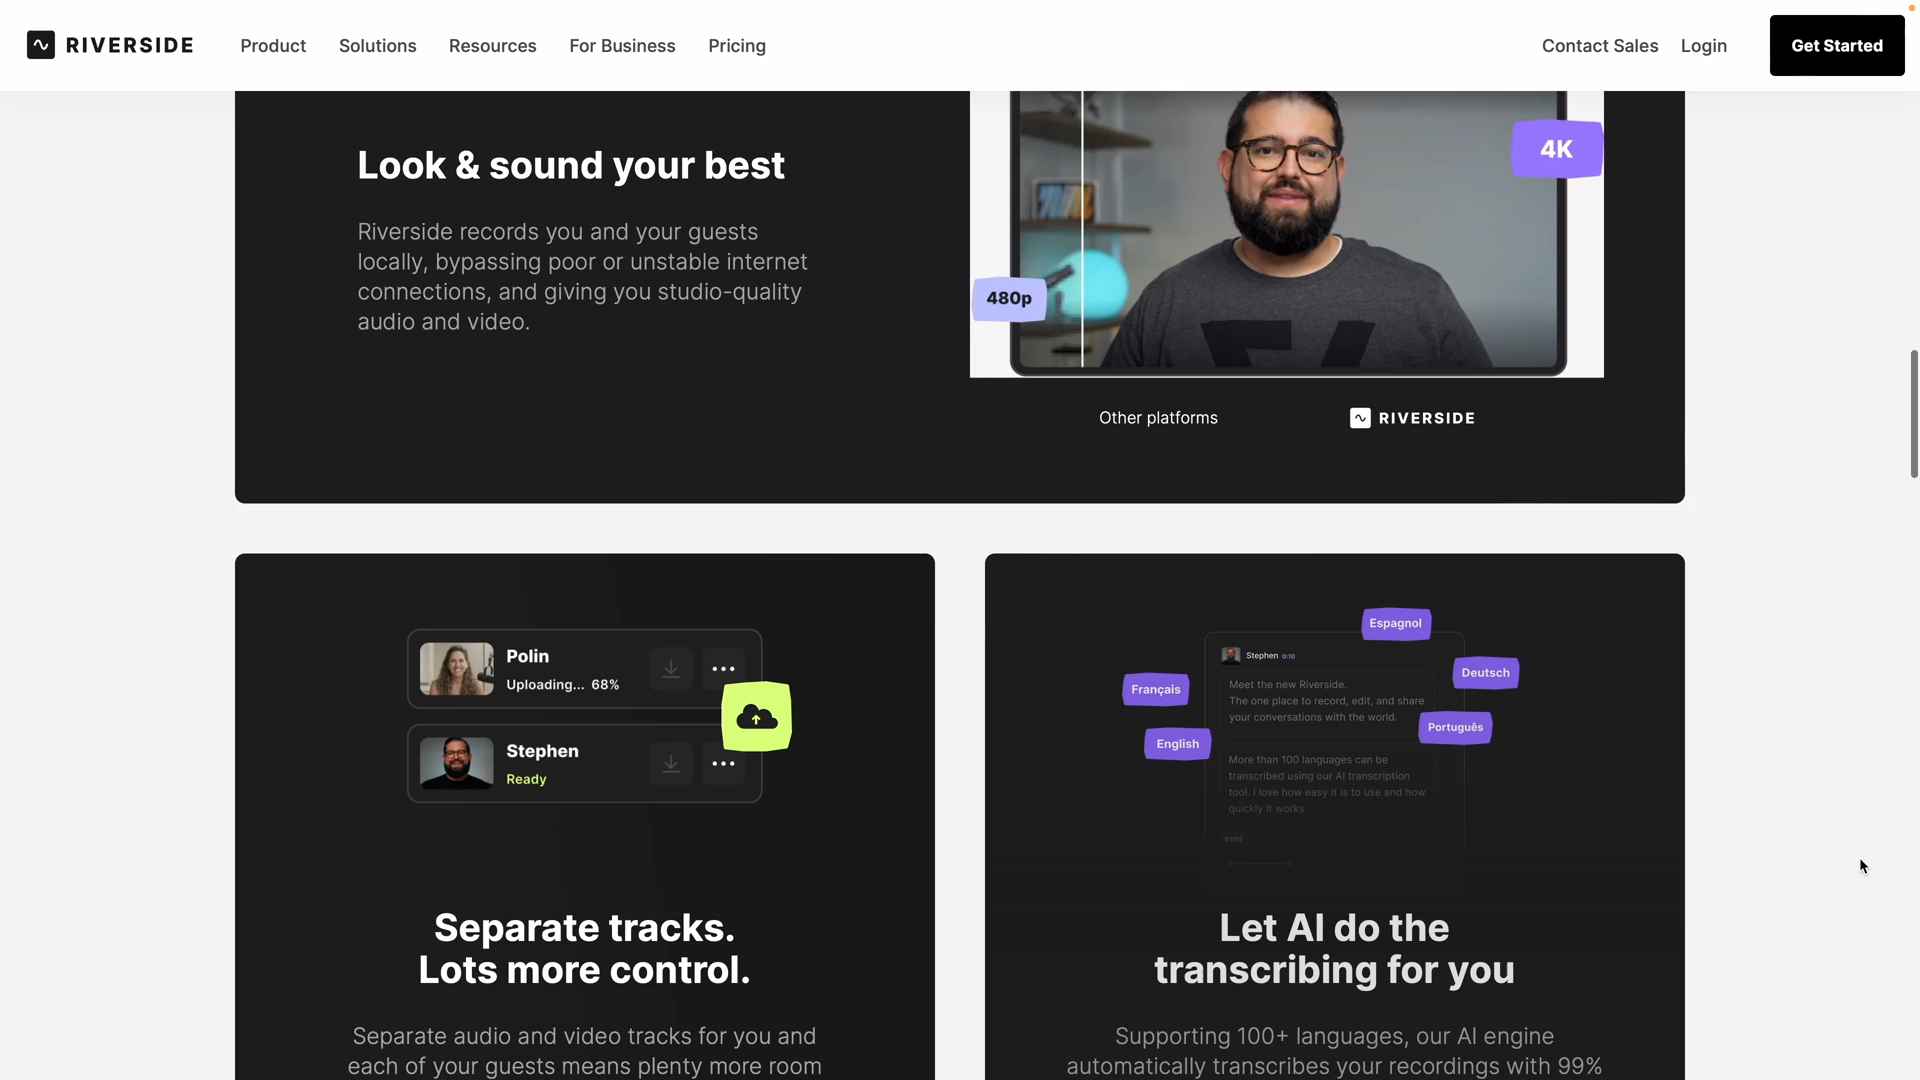 RIVERSIDE
Product
Solutions
Resources
For Business
Pricing
Contact Sales
Login
Get Started
Look & sound your best
Riverside records you and your guests
locally, bypassing poor or unstable internet
connections, and giving you studio-quality
audio and video.
4K
480p
Other platforms
RIVERSIDE
Polin
Uploading... 68%
Stephen
Ready
Separate tracks.
Lots more control.
Separate audio and video tracks for you and
each of your guests means plenty more room
Espagnol
Stephen 0:10
Deutsch
Français
Meet the new Riverside.
The one place to record, edit, and share
your conversations with the world.
Português
English
More than 100 languages can be
transcribed using our AI transcription
tool. I love how easy it is to use and how
quickly it works
Let AI do the
transcribing for you
Supporting 100+ languages, our AI engine
automatically transcribes your recordings with 99%